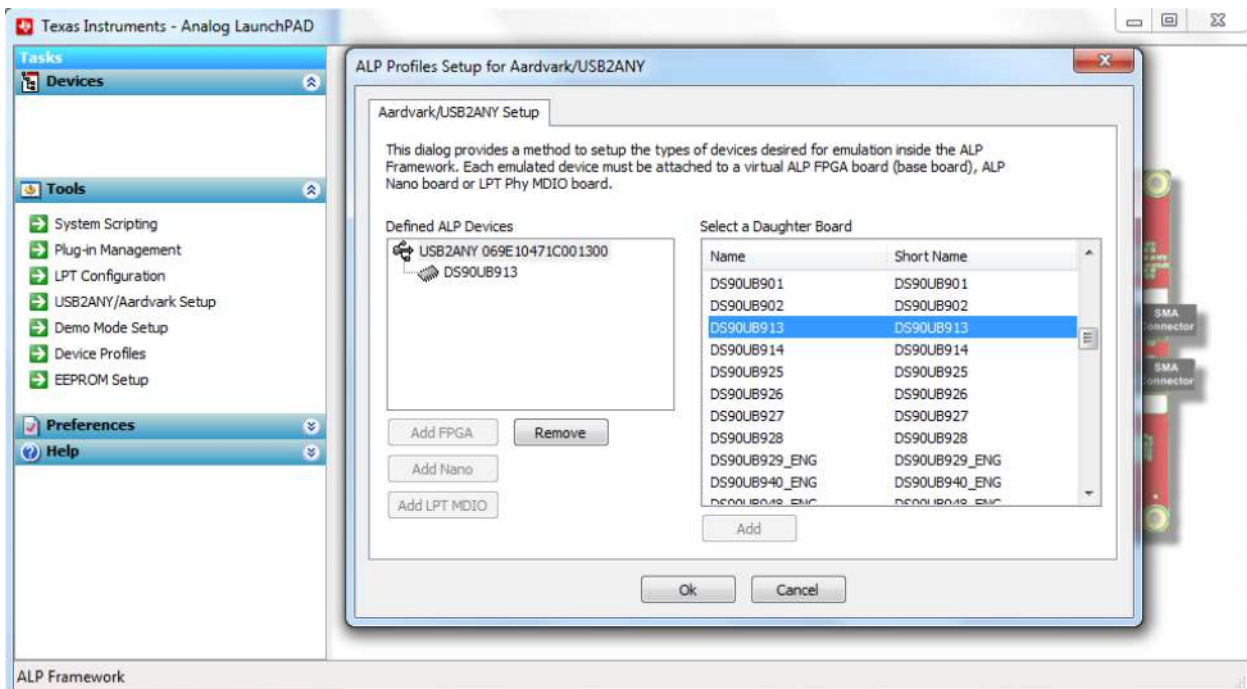 Texas Instruments - Analog LaunchPAD
Tasks
Devices
Tools
System Scripting
Plug-in Management
LPT Configuration
USB2ANY/Aardvark Setup
Demo Mode Setup
Device Profiles
EEPROM Setup
Preferences
Help
ALP Profiles Setup for Aardvark/USB2ANY
Aardvark/USB2ANY Setup
This dialog provides a method to setup the types of devices desired for emulation inside the ALP
Framework. Each emulated device must be attached to a virtual ALP FPGA board (base board), ALP
Nano board or LPT Phy MDIO board.
Defined ALP Devices
USB2ANY 069E10471C001300
DS90UB913
Add FPGA Remove
Add Nano
Add LPT MDIO
Select a Daughter Board
Name Short Name
DS90UB901 DS90UB901
DS90UB902 DS90UB902
DS90UB913 DS90UB913
DS90UB914 DS90UB914
DS90UB925 DS90UB925
DS90UB926 DS90UB926
DS90UB927 DS90UB927
DS90UB928 DS90UB928
DS90UB929_ENG DS90UB929_ENG
DS90UB940_ENG DS90UB940_ENG
Add
Ok Cancel
SMA
Connector
SMA
Connector
ALP Framework